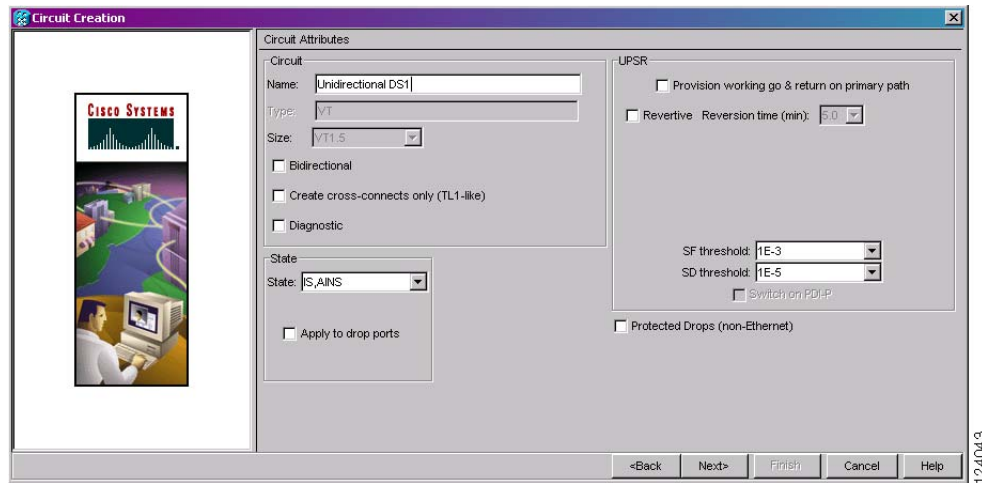 Circuit Creation
Circuit Attributes
Circuit
Name: Unidirectional DS1
Type: VT
Size: VT1.5
Bidirectional
Create cross-connects only (TL1-like)
Diagnostic
State
State: IS,AINS
Apply to drop ports
UPSR
Provision working go & return on primary path
Revertive Reversion time (min): 5.0
SF threshold: 1E-3
SD threshold: 1E-5
Switch on PDI-P
Protected Drops (non-Ethernet)
CISCO SYSTEMS
<Back Next> Finish Cancel Help
124043